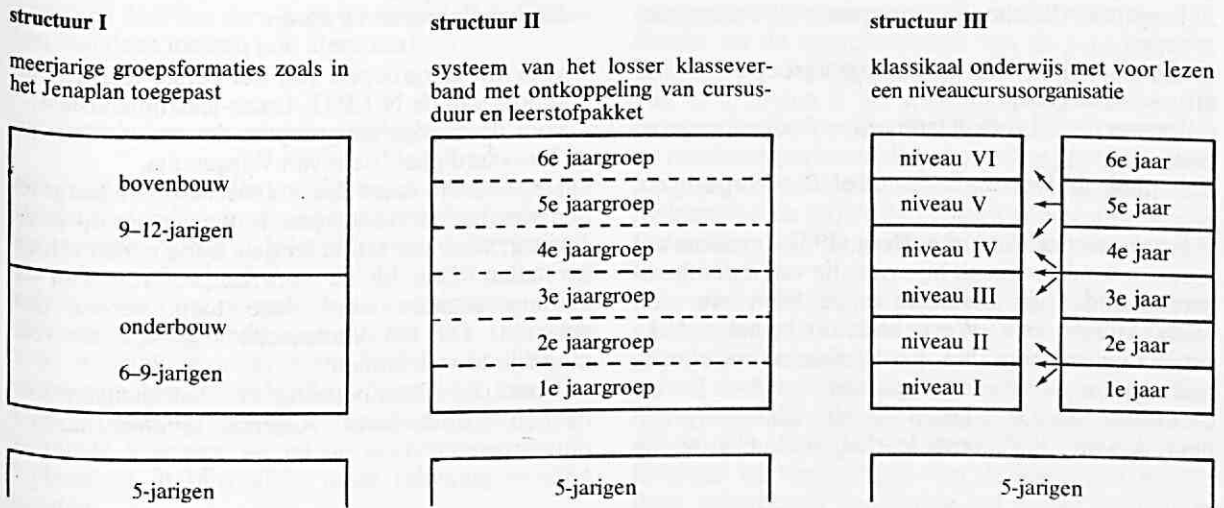 structuur I
meerjarige groepsformaties zoals in
het Jenaplan toegepast
bovenbouw
9–12-jarigen
onderbouw
6–9-jarigen
5-jarigen
structuur II
systeem van het losser klassever-
band met ontkoppeling van cursus-
duur en leerstofpakket
6e jaargroep
5e jaargroep
4e jaargroep
3e jaargroep
2e jaargroep
1e jaargroep
5-jarigen
structuur III
klassikaal onderwijs met voor lezen
een niveaucursusorganisatie
niveau VI 6e jaar
niveau V 5e jaar
niveau IV 4e jaar
niveau III 3e jaar
niveau II 2e jaar
niveau I 1e jaar
5-jarigen